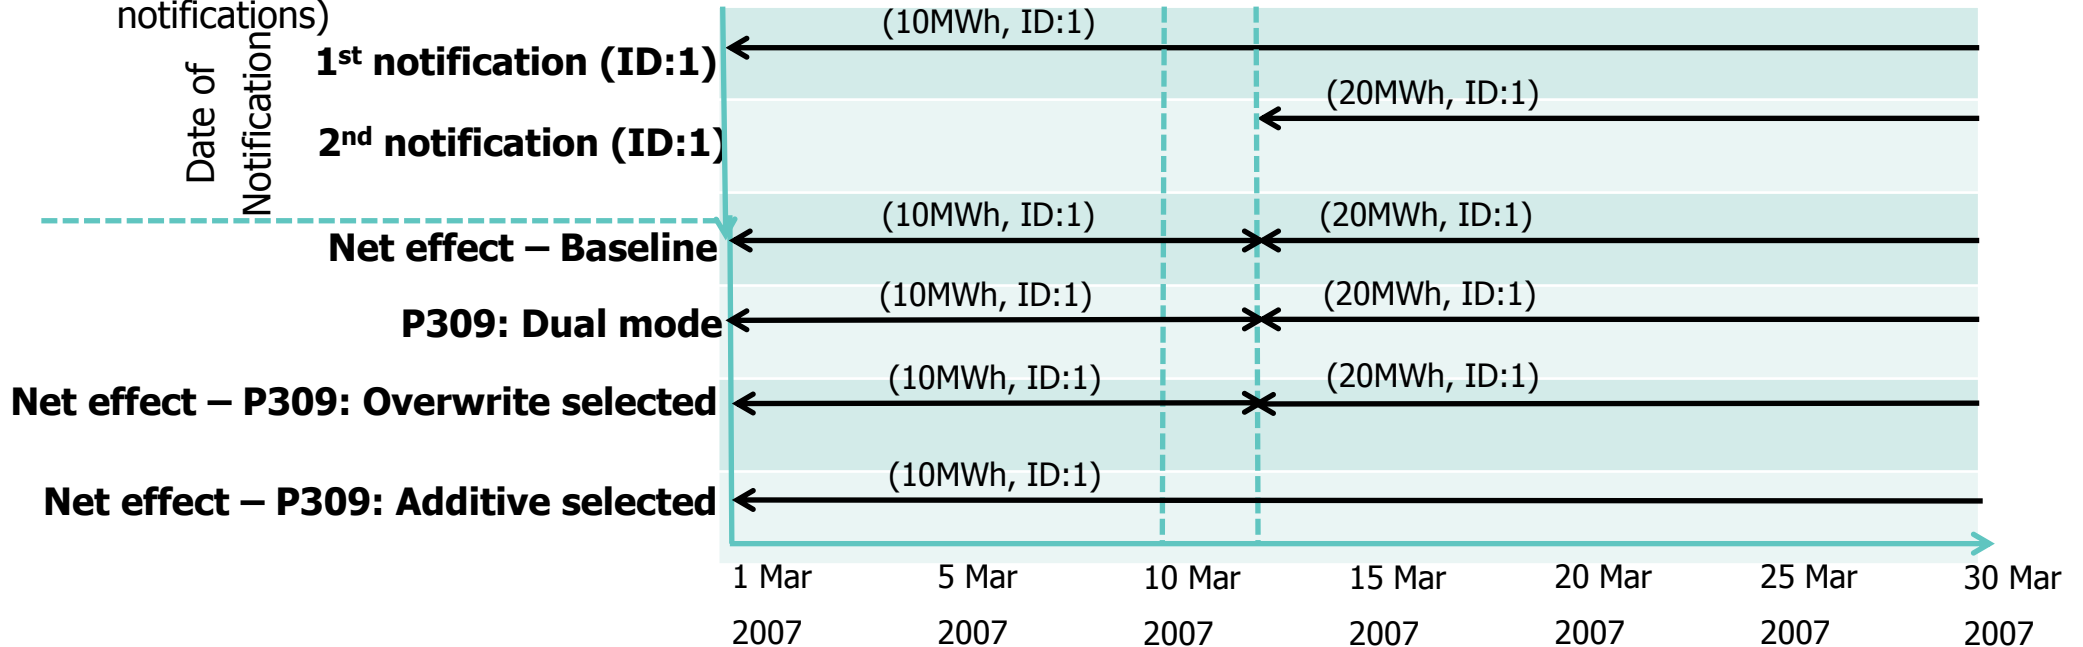 notifications)
Date of
Notification
(10MWh, ID:1)
1st notification (ID:1)
(20MWh, ID:1)
2nd notification (ID:1)
(10MWh, ID:1) (20MWh, ID:1)
Net effect – Baseline
(10MWh, ID:1) (20MWh, ID:1)
P309: Dual mode
(10MWh, ID:1) (20MWh, ID:1)
Net effect – P309: Overwrite selected
(10MWh, ID:1)
Net effect – P309: Additive selected
1 Mar 5 Mar 10 Mar 15 Mar 20 Mar 25 Mar 30 Mar
2007 2007 2007 2007 2007 2007 2007